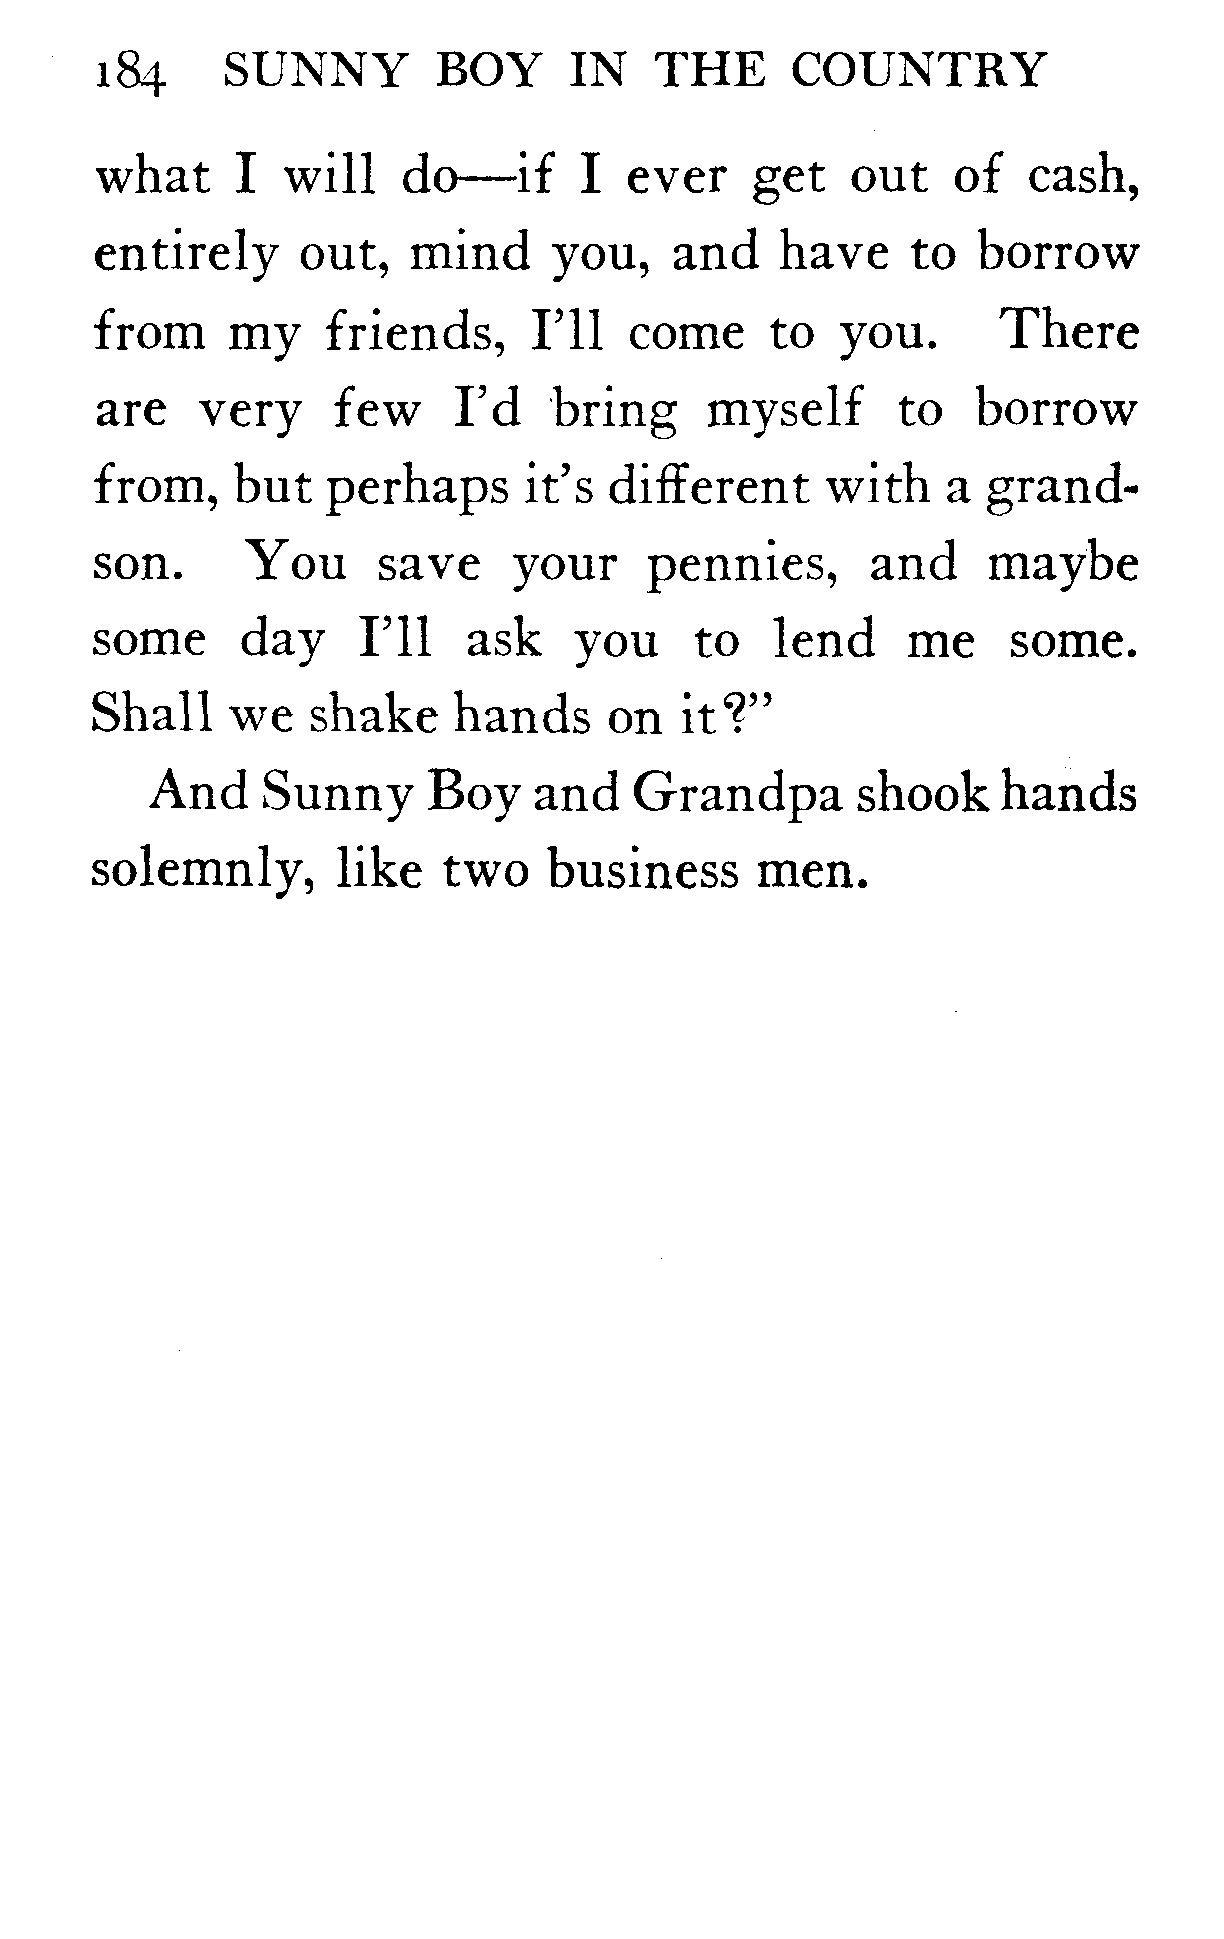 184 SUNNY BOY IN THE COUNTRY
what I will do—if I ever get out of cash,
entirely out, mind you, and have to borrow
from my friends, I’ll come to you. There
are very few I’d bring myself to borrow
from, but perhaps it’s different with a grand-
son. You save your pennies, and maybe
some day I’ll ask you to lend me some.
Shall we shake hands on it?”
And Sunny Boy and Grandpa shook hands
solemnly, like two business men.